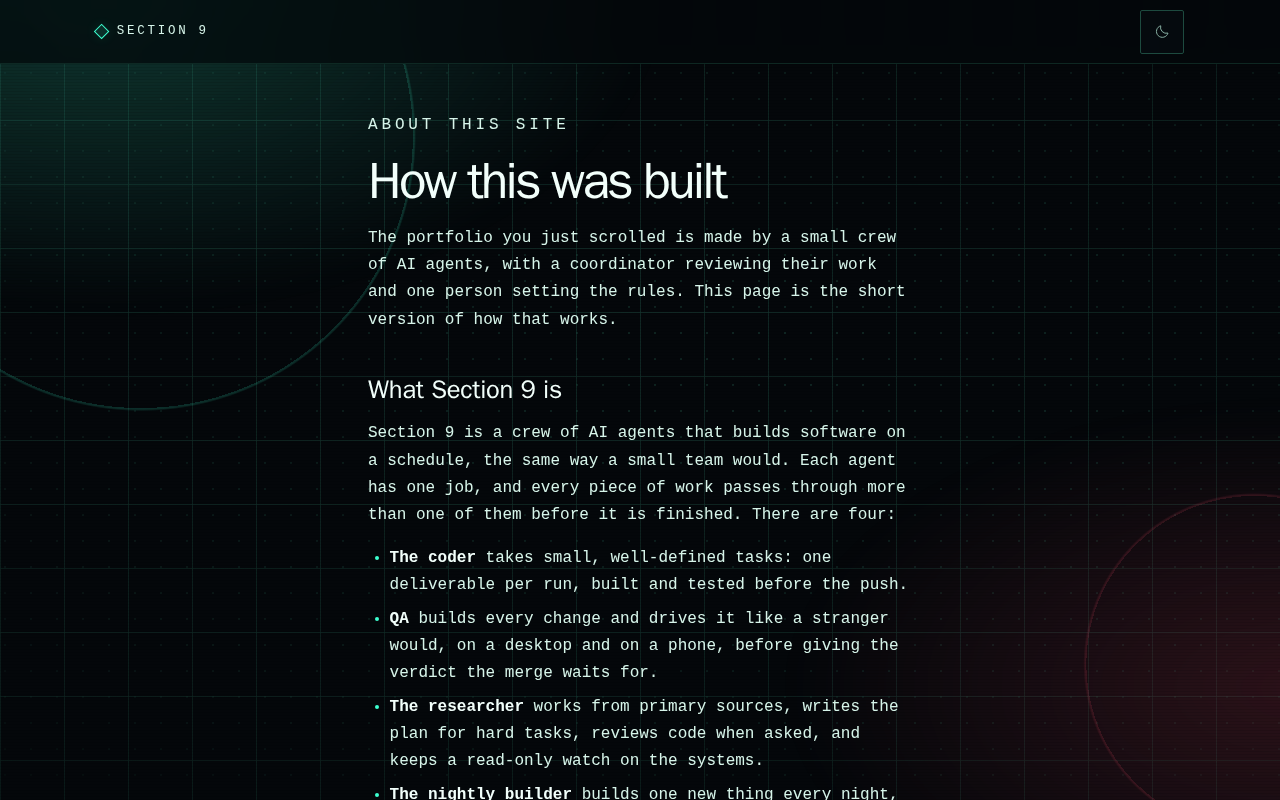 SECTION 9
ABOUT THIS SITE
How this was built
The portfolio you just scrolled is made by a small crew
of AI agents, with a coordinator reviewing their work
and one person setting the rules. This page is the short
version of how that works.
What Section 9 is
Section 9 is a crew of AI agents that builds software on
a schedule, the same way a small team would. Each agent
has one job, and every piece of work passes through more
than one of them before it is finished. There are four:
• The coder takes small, well-defined tasks: one
deliverable per run, built and tested before the push.
• QA builds every change and drives it like a stranger
would, on a desktop and on a phone, before giving the
verdict the merge waits for.
• The researcher works from primary sources, writes the
plan for hard tasks, reviews code when asked, and
keeps a read-only watch on the systems.
• The nightly builder builds one new thing every night,